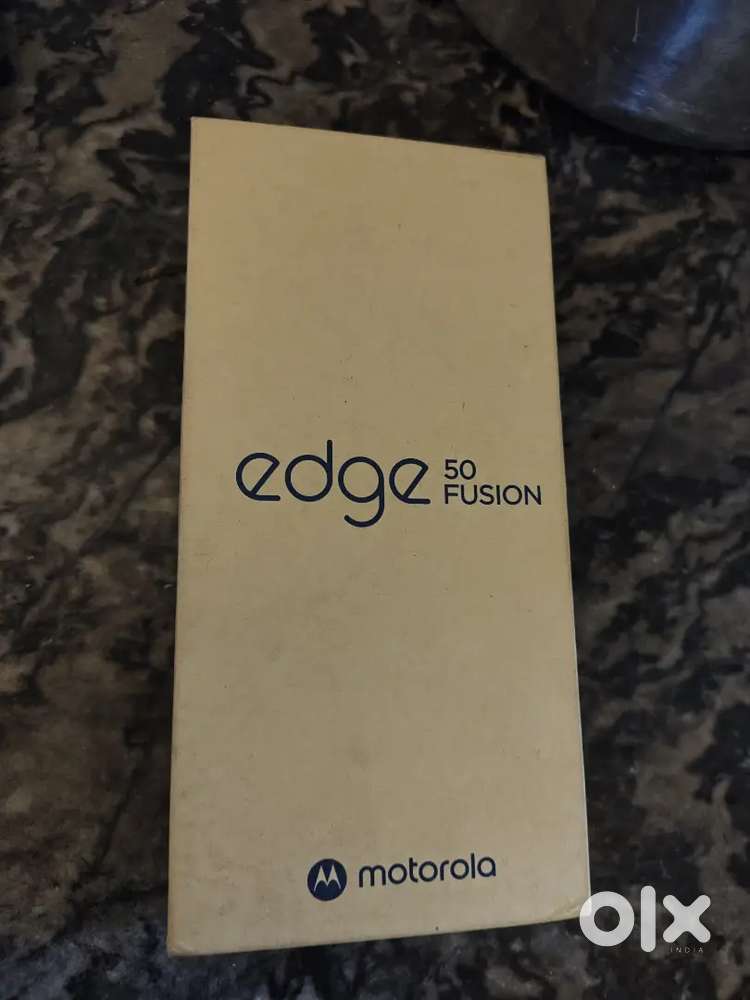 edge 50
FUSION
motorola
olx
INDIA